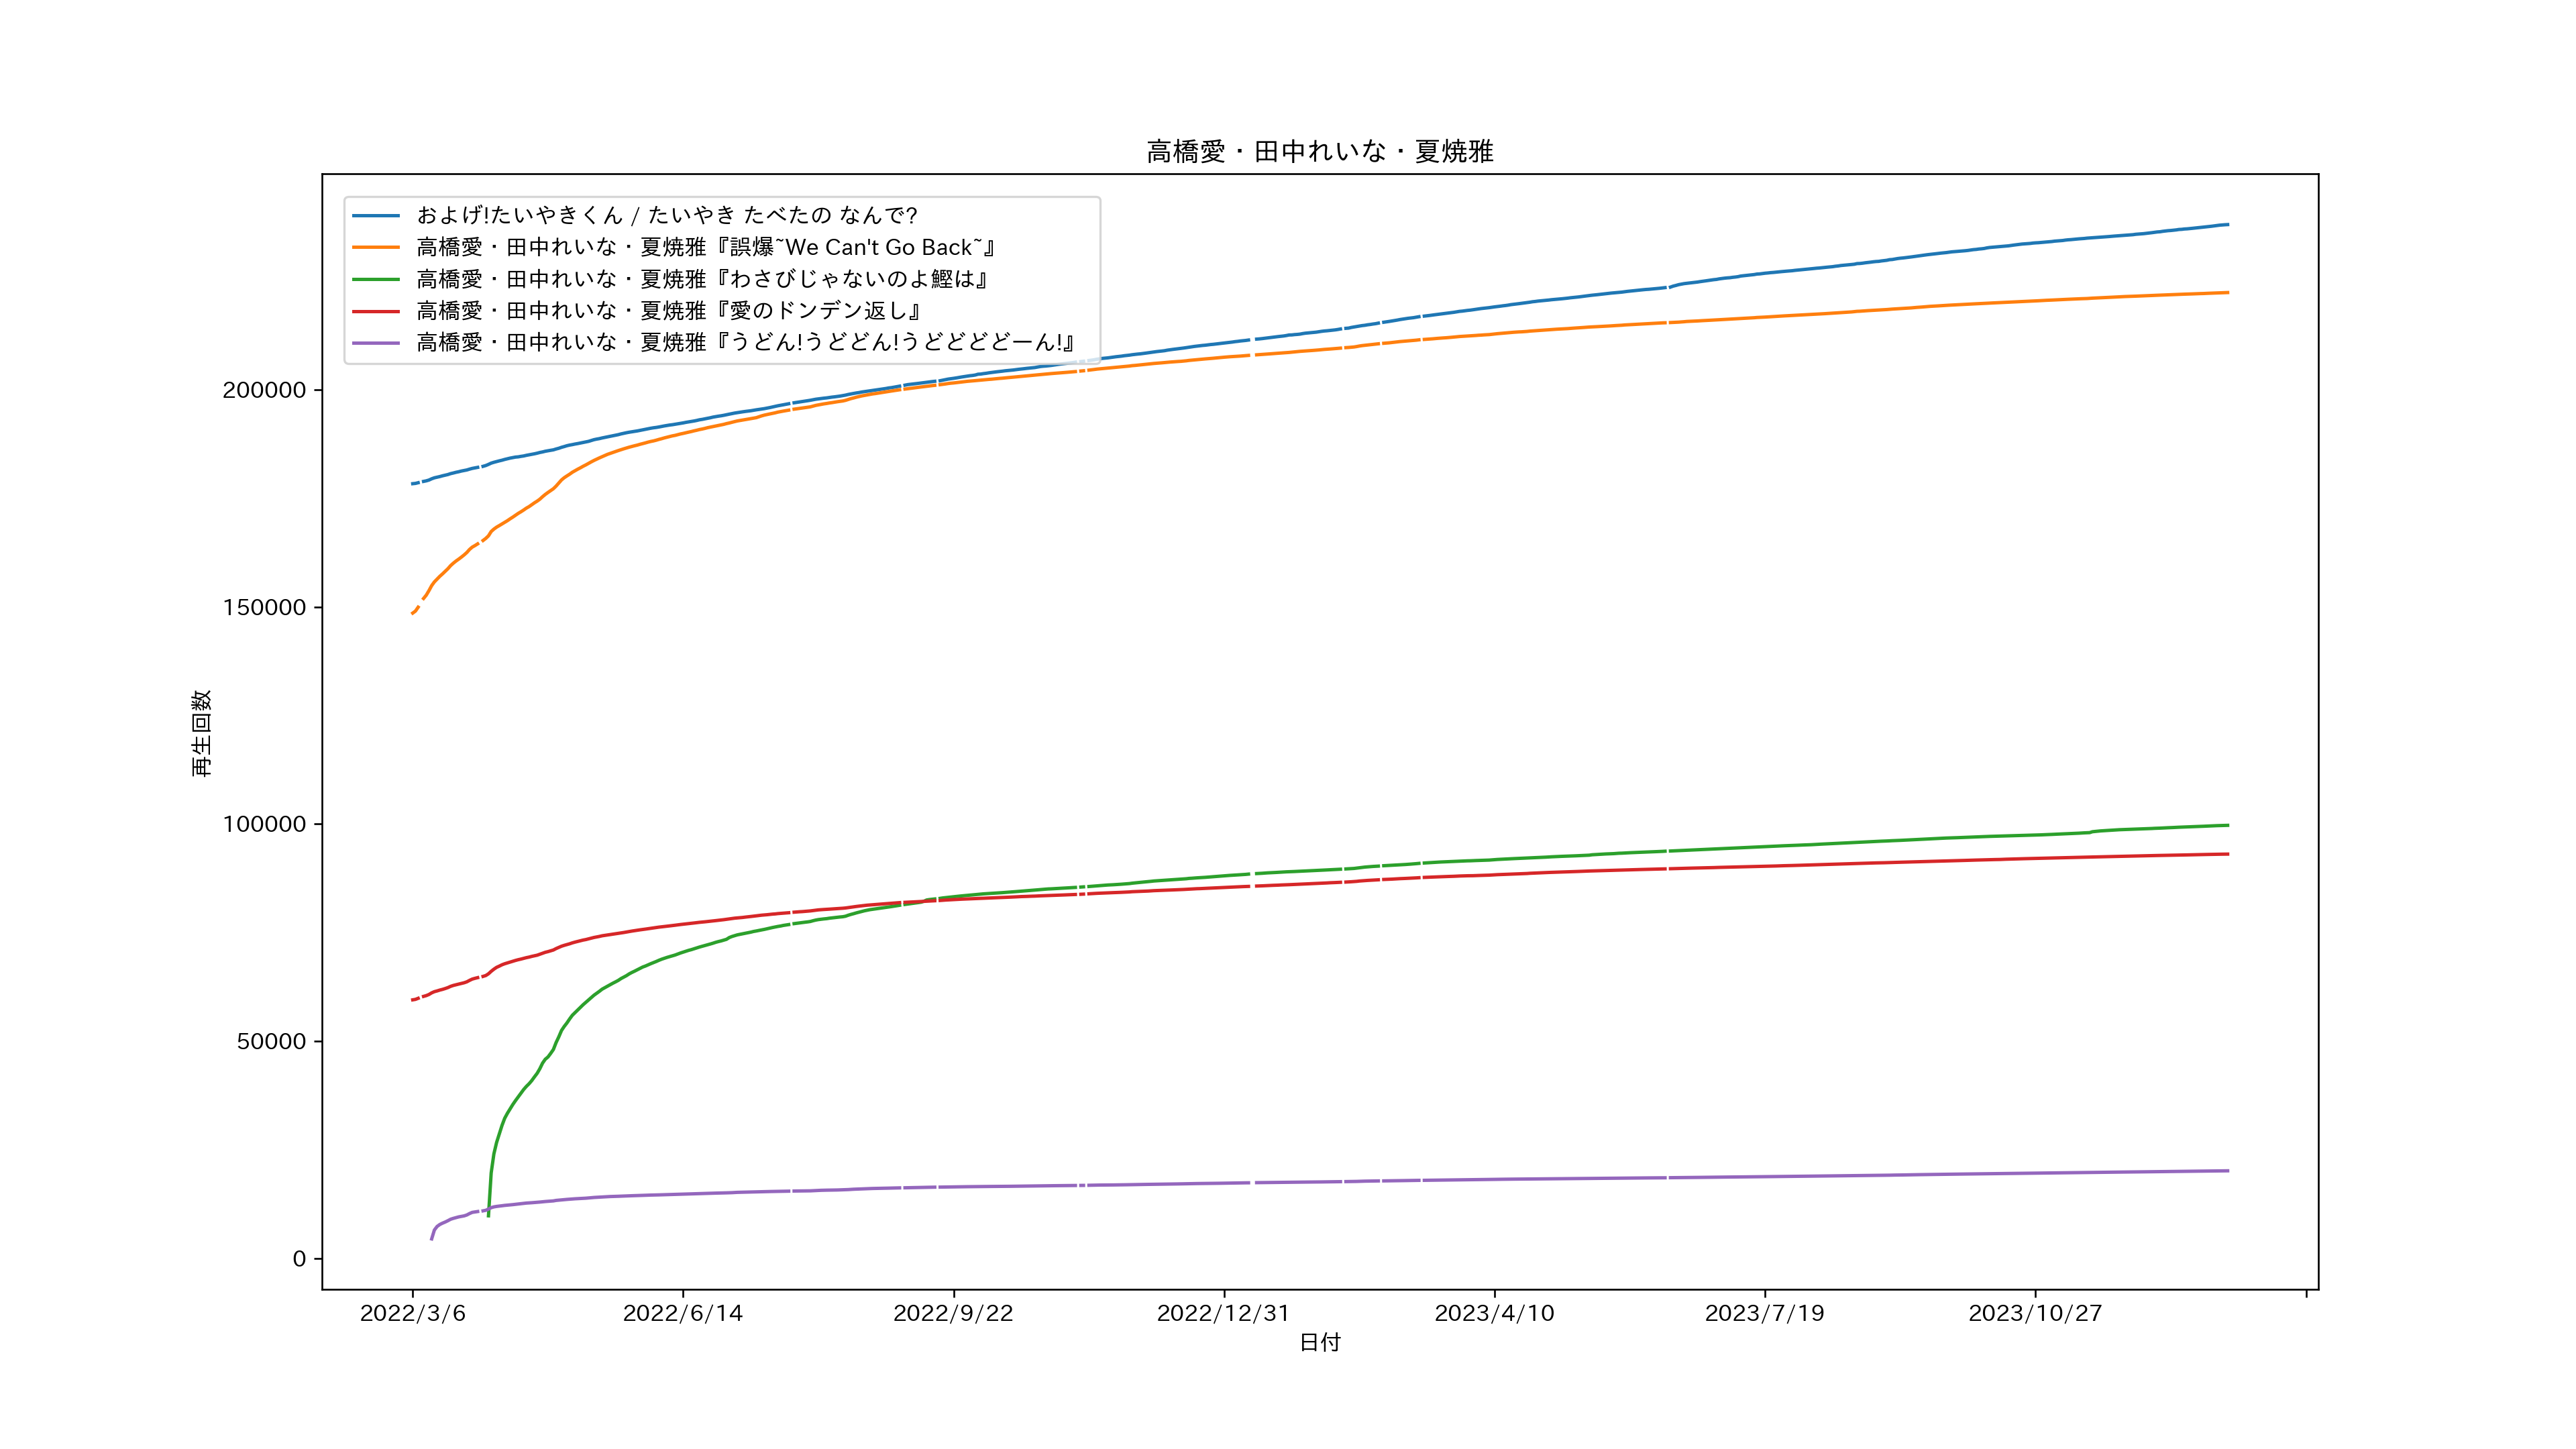 高橋愛・田中れいな・夏焼雅
およげ!たいやきくん / たいやき たべたの なんで?
高橋愛・田中れいな・夏焼雅『誤爆~We Can't Go Back~』
高橋愛・田中れいな・夏焼雅『わさびじゃないのよ鰹は』
高橋愛・田中れいな・夏焼雅『愛のドンデン返し』
高橋愛・田中れいな・夏焼雅『うどん!うどどん!うどどどどーん!』
200000
150000
100000
50000
0
再生回数
2022/3/6
2022/6/14
2022/9/22
2022/12/31
2023/4/10
2023/7/19
2023/10/27
日付